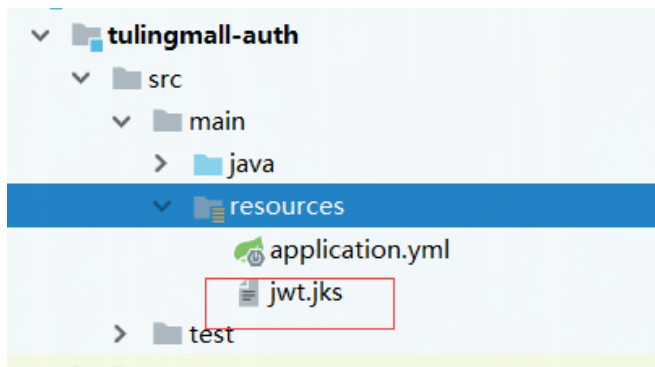 tulingmall-auth
src
main
java
resources
application.yml
jwt.jks
test